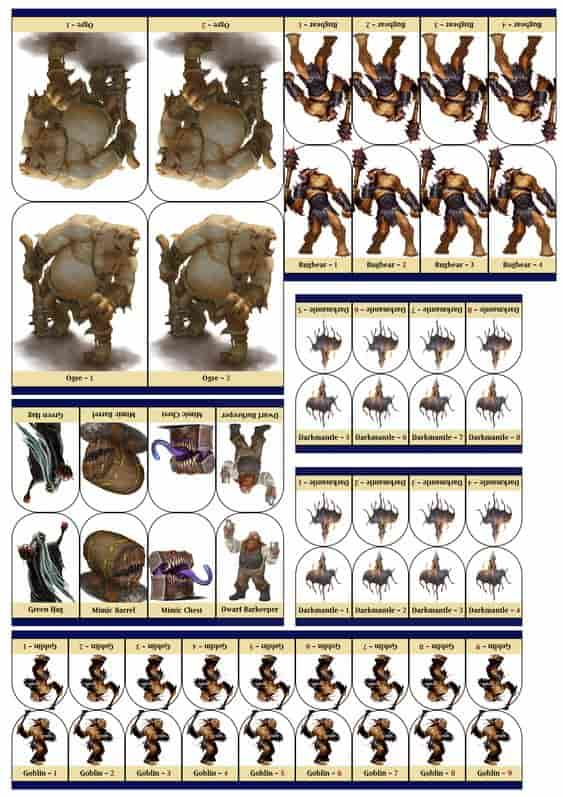 Ogre - 1
Ogre - 2
Bugbear - 1
Bugbear - 2
Bugbear - 3
Bugbear - 4
Bugbear - 1
Bugbear - 2
Bugbear - 3
Bugbear - 4
Darkmantle - 5
Darkmantle - 6
Darkmantle - 7
Darkmantle - 8
Ogre - 1
Ogre - 2
Green Hag
Mimic Barrel
Mimic Chest
Dwarf Barkeeper
Darkmantle - 5
Darkmantle - 6
Darkmantle - 7
Darkmantle - 8
Darkmantle - 1
Darkmantle - 2
Darkmantle - 3
Darkmantle - 4
Green Hag
Mimic Barrel
Mimic Chest
Dwarf Barkeeper
Darkmantle - 1
Darkmantle - 2
Darkmantle - 3
Darkmantle - 4
Goblin - 1
Goblin - 2
Goblin - 3
Goblin - 4
Goblin - 5
Goblin - 6
Goblin - 7
Goblin - 8
Goblin - 9
Goblin - 1
Goblin - 2
Goblin - 3
Goblin - 4
Goblin - 5
Goblin - 6
Goblin - 7
Goblin - 8
Goblin - 9